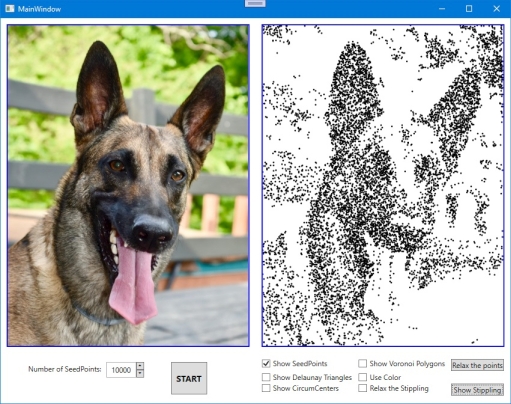 MainWindow
Number of SeedPoints: 10000
START
Show SeedPoints
Show Delaunay Triangles
Show CircumCenters
Show Voronoi Polygons
Use Color
Relax the Stippling
Relax the points
Show Stippling